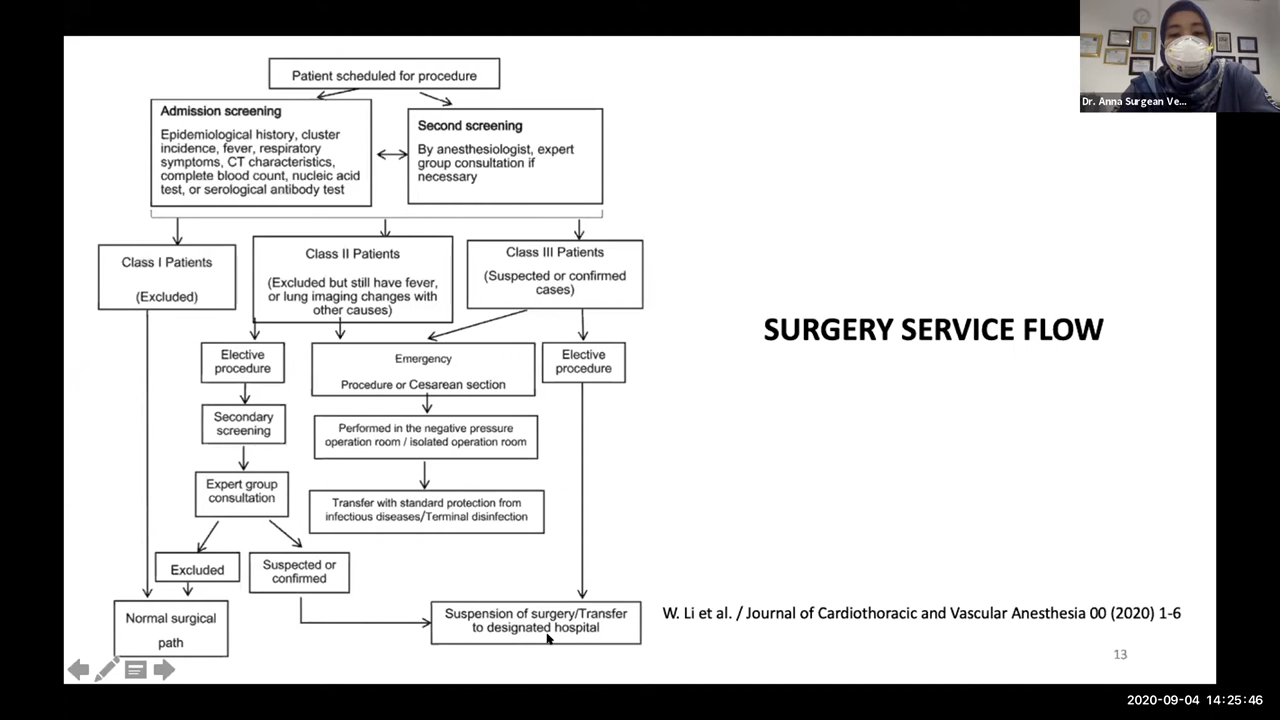 Patient scheduled for procedure
Admission screening
Epidemiological history, cluster
incidence, fever, respiratory
symptoms, CT characteristics,
complete blood count, nucleic acid
test, or serological antibody test
Second screening
By anesthesiologist, expert
group consultation if
necessary
Class I Patients
(Excluded)
Class II Patients
(Excluded but still have fever,
or lung imaging changes with
other causes)
Class III Patients
(Suspected or confirmed
cases)
Elective
procedure
Emergency
Procedure or Cesarean section
Elective
procedure
Secondary
screening
Performed in the negative pressure
operation room / isolated operation room
Expert group
consultation
Transfer with standard protection from
infectious diseases/Terminal disinfection
Excluded
Suspected or
confirmed
Normal surgical
path
Suspension of surgery/Transfer
to designated hospital
SURGERY SERVICE FLOW
W. Li et al. / Journal of Cardiothoracic and Vascular Anesthesia 00 (2020) 1-6
13
Dr. Anna Surgean Ve...
2020-09-04 14:25:46